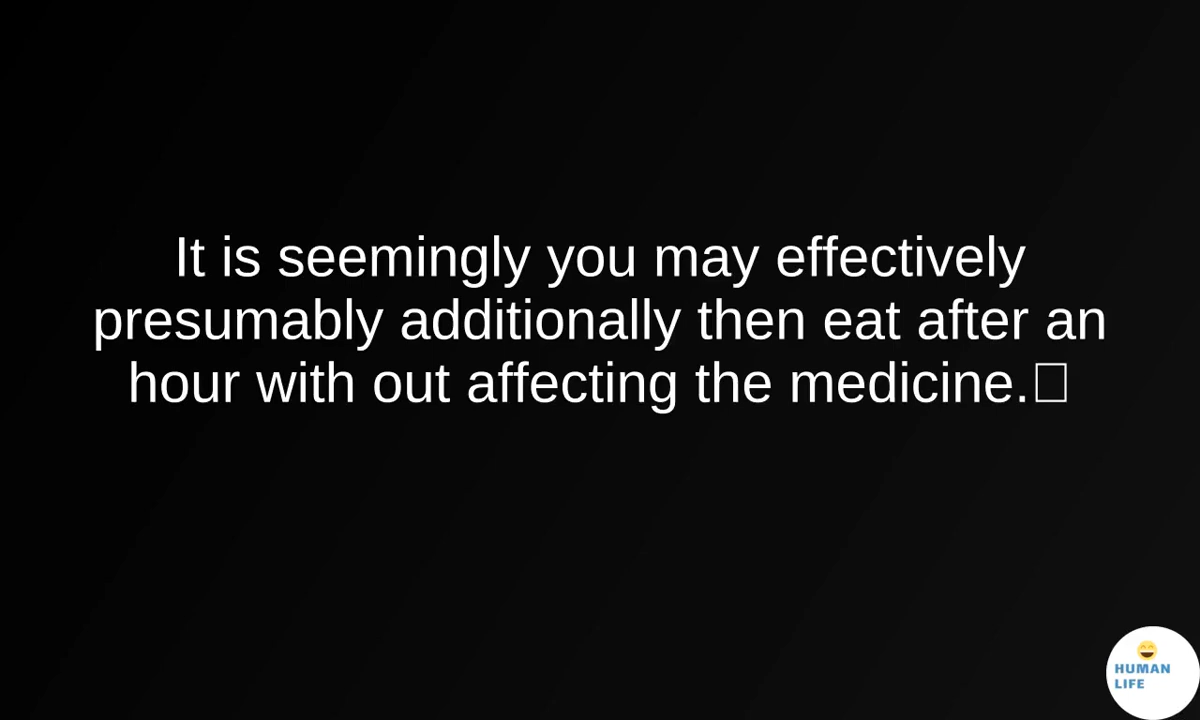 It is seemingly you may effectively
presumably additionally then eat after an
hour with out affecting the medicine.
HUMAN
LIFE